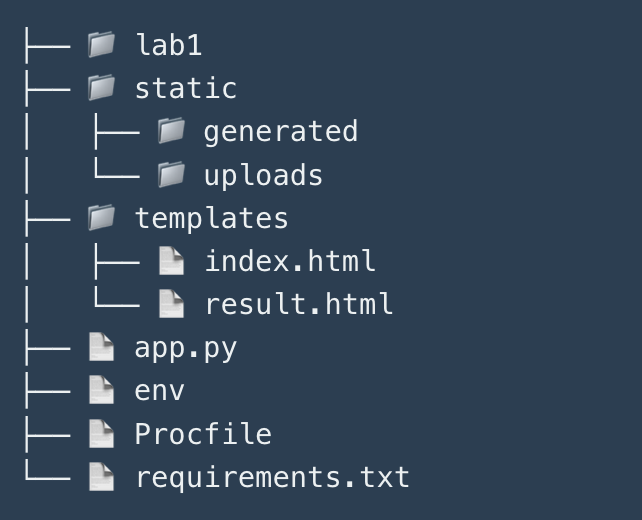 ├── 📁 lab1
├── 📁 static
│   ├── 📁 generated
│   └── 📁 uploads
├── 📁 templates
│   ├── 📄 index.html
│   └── 📄 result.html
├── 📄 app.py
├── 📄 env
├── 📄 Procfile
└── 📄 requirements.txt